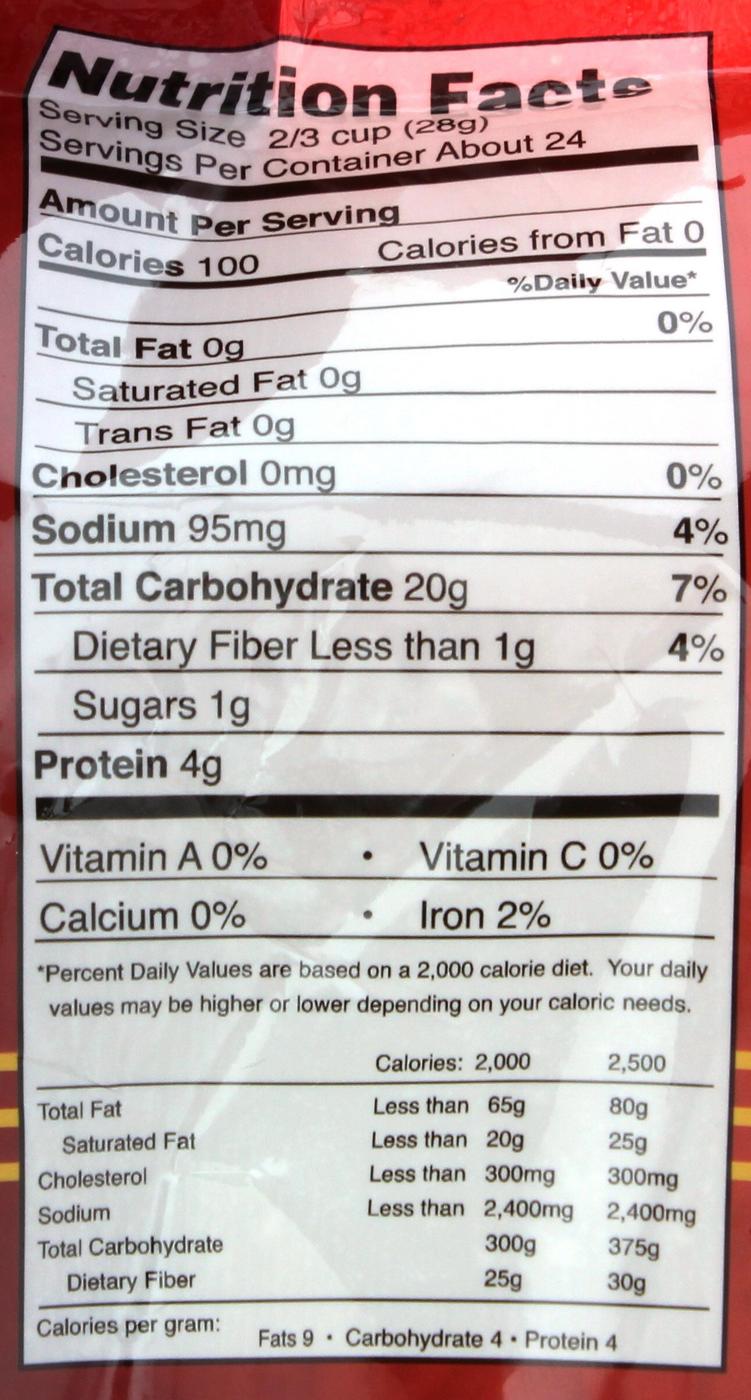 Nutrition Facts
Serving Size 2/3 cup (28g)
Servings Per Container About 24
Amount Per Serving
Calories 100 Calories from Fat 0
%Daily Value*
Total Fat 0g 0%
Saturated Fat 0g
Trans Fat 0g
Cholesterol 0mg 0%
Sodium 95mg 4%
Total Carbohydrate 20g 7%
Dietary Fiber Less than 1g 4%
Sugars 1g
Protein 4g
Vitamin A 0% • Vitamin C 0%
Calcium 0% • Iron 2%
*Percent Daily Values are based on a 2,000 calorie diet. Your daily
values may be higher or lower depending on your caloric needs.
Calories: 2,000 2,500
Total Fat Less than 65g 80g
Saturated Fat Less than 20g 25g
Cholesterol Less than 300mg 300mg
Sodium Less than 2,400mg 2,400mg
Total Carbohydrate 300g 375g
Dietary Fiber 25g 30g
Calories per gram: Fats 9 • Carbohydrate 4 • Protein 4